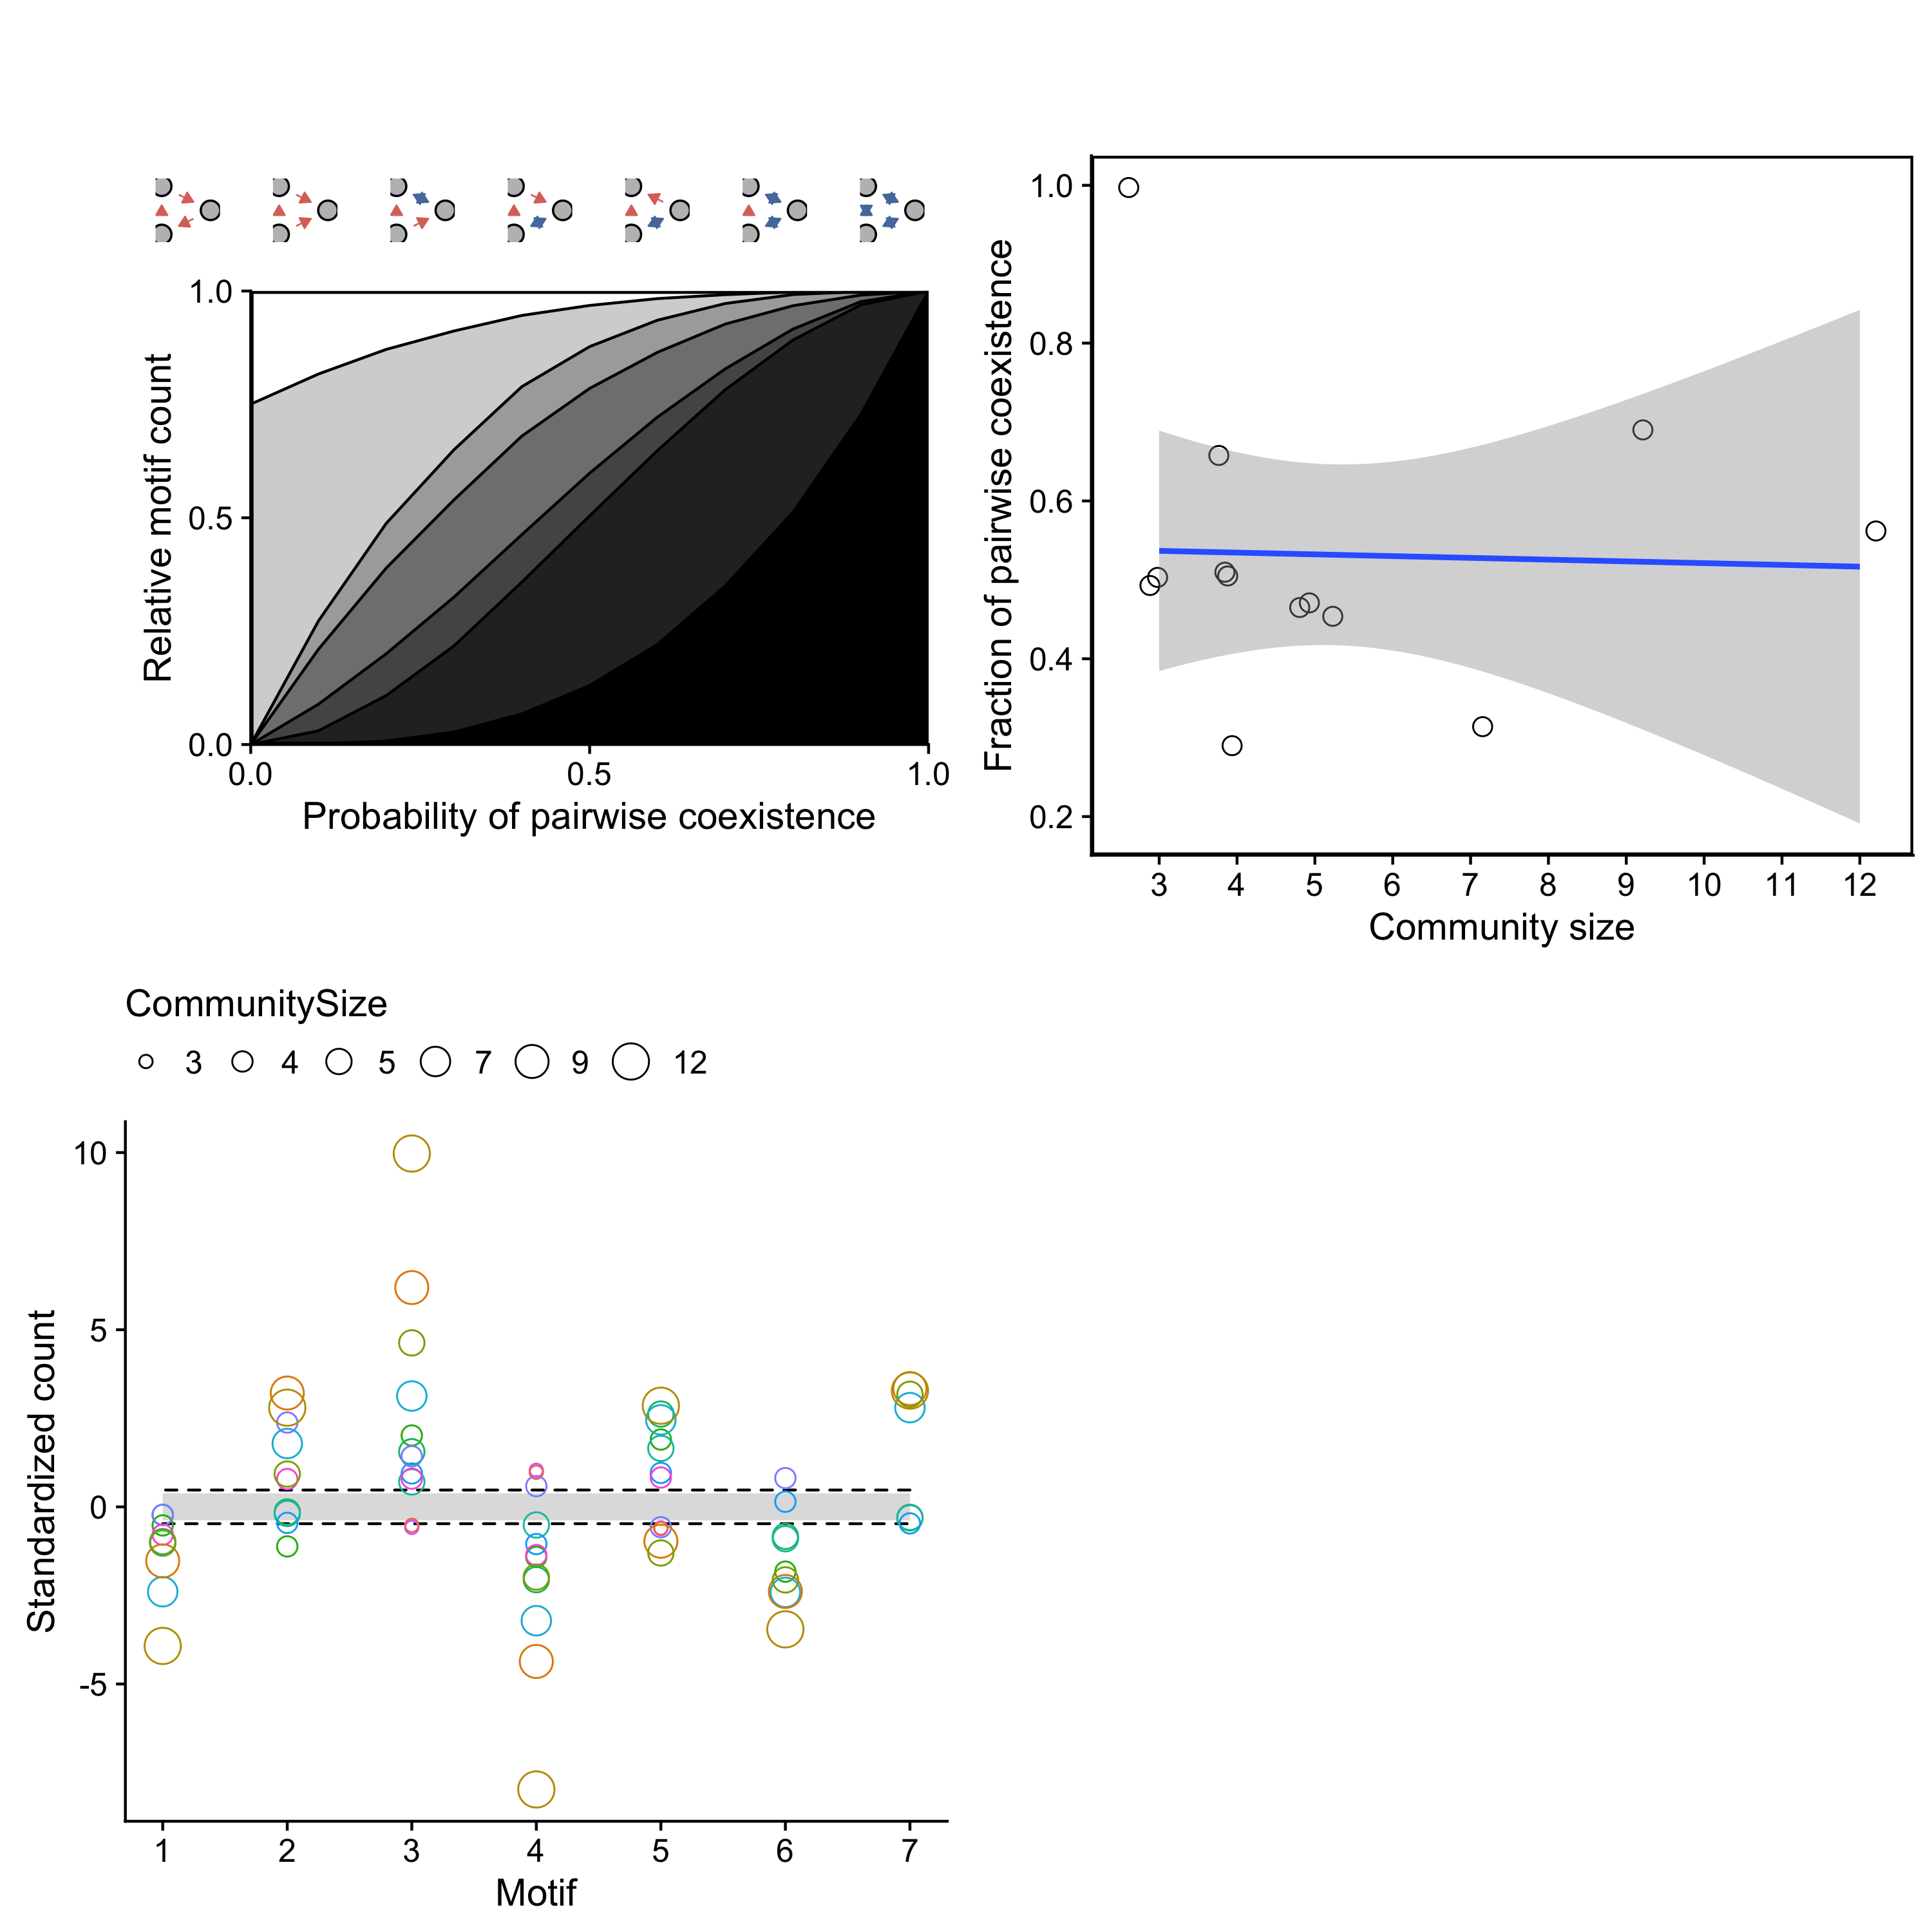 1.0
0.5
0.0
0.0 0.5 1.0
Relative motif count
Probability of pairwise coexistence
1.0
0.8
0.6
0.4
0.2
3 4 5 6 7 8 9 10 11 12
Fraction of pairwise coexistence
Community size
CommunitySize
3 4 5 7 9 12
10
5
0
-5
1 2 3 4 5 6 7
Standardized count
Motif